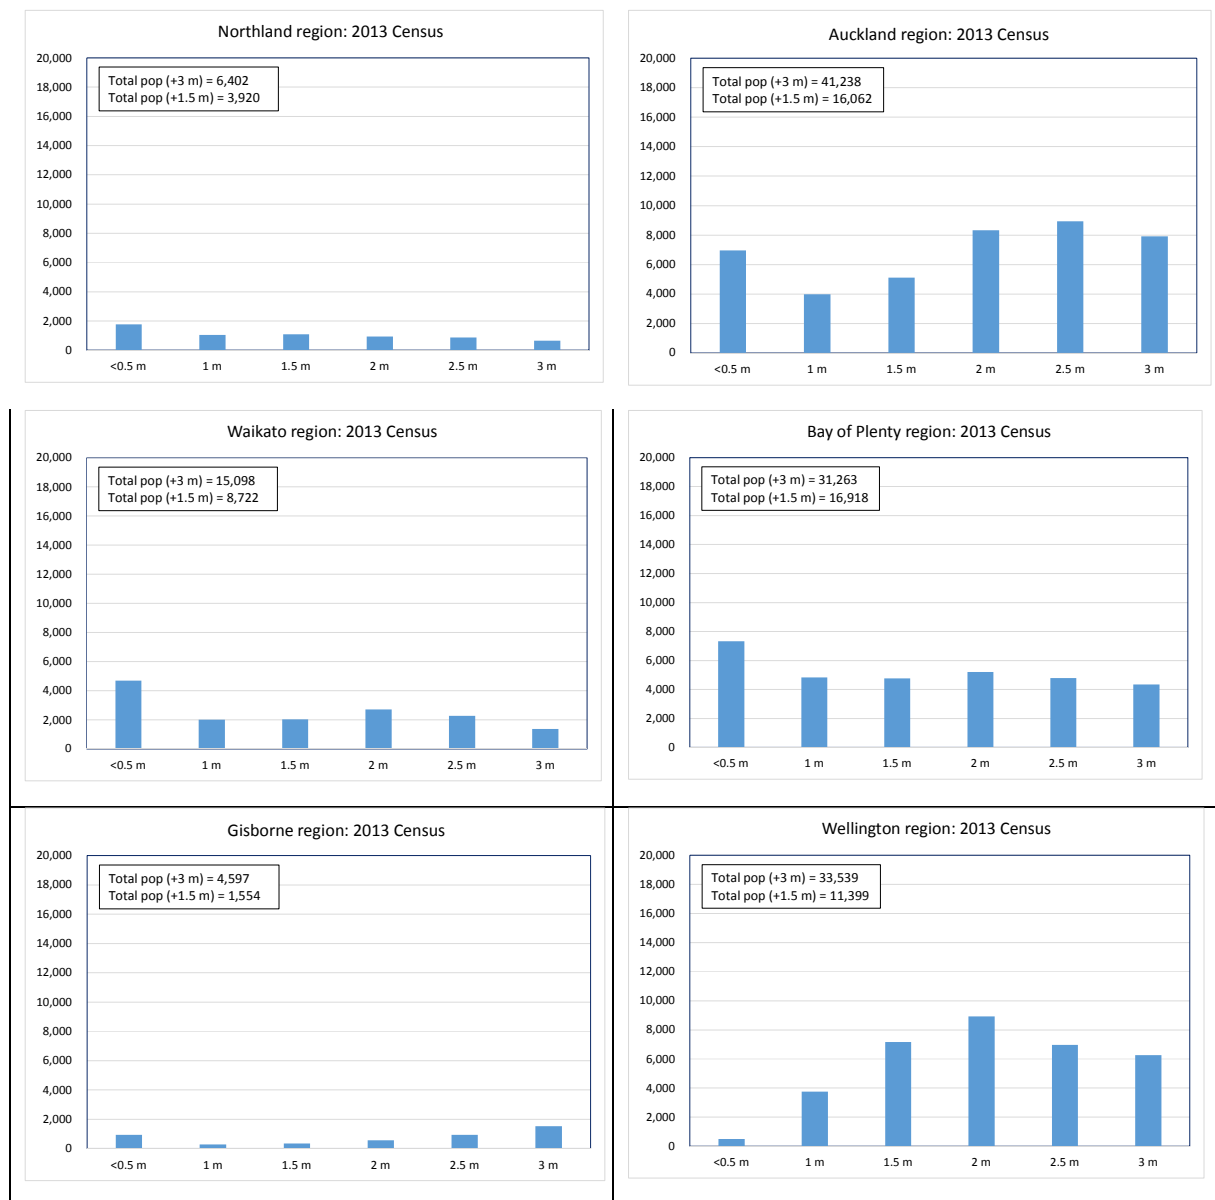 Northland region: 2013 Census
Total pop (+3 m) = 6,402
Total pop (+1.5 m) = 3,920
20,000
18,000
16,000
14,000
12,000
10,000
8,000
6,000
4,000
2,000
0
<0.5 m 1 m 1.5 m 2 m 2.5 m 3 m
Auckland region: 2013 Census
Total pop (+3 m) = 41,238
Total pop (+1.5 m) = 16,062
20,000
18,000
16,000
14,000
12,000
10,000
8,000
6,000
4,000
2,000
0
<0.5 m 1 m 1.5 m 2 m 2.5 m 3 m
Waikato region: 2013 Census
Total pop (+3 m) = 15,098
Total pop (+1.5 m) = 8,722
20,000
18,000
16,000
14,000
12,000
10,000
8,000
6,000
4,000
2,000
0
<0.5 m 1 m 1.5 m 2 m 2.5 m 3 m
Bay of Plenty region: 2013 Census
Total pop (+3 m) = 31,263
Total pop (+1.5 m) = 16,918
20,000
18,000
16,000
14,000
12,000
10,000
8,000
6,000
4,000
2,000
0
<0.5 m 1 m 1.5 m 2 m 2.5 m 3 m
Gisborne region: 2013 Census
Total pop (+3 m) = 4,597
Total pop (+1.5 m) = 1,554
20,000
18,000
16,000
14,000
12,000
10,000
8,000
6,000
4,000
2,000
0
<0.5 m 1 m 1.5 m 2 m 2.5 m 3 m
Wellington region: 2013 Census
Total pop (+3 m) = 33,539
Total pop (+1.5 m) = 11,399
20,000
18,000
16,000
14,000
12,000
10,000
8,000
6,000
4,000
2,000
0
<0.5 m 1 m 1.5 m 2 m 2.5 m 3 m